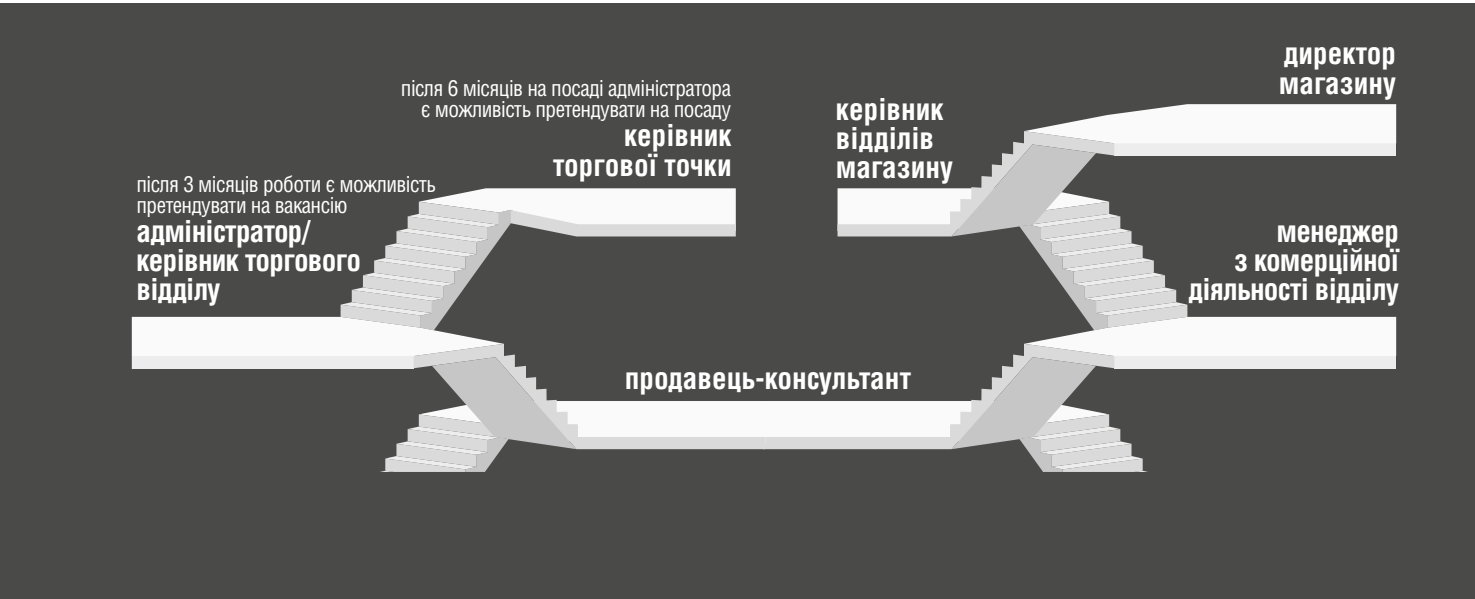 після 3 місяців роботи є можливість
претендувати на вакансію
адміністратор/
керівник торгового
відділу
після 6 місяців на посаді адміністратора
є можливість претендувати на посаду
керівник
торгової точки
керівник
відділів
магазину
директор
магазину
менеджер
з комерційної
діяльності відділу
продавець-консультант